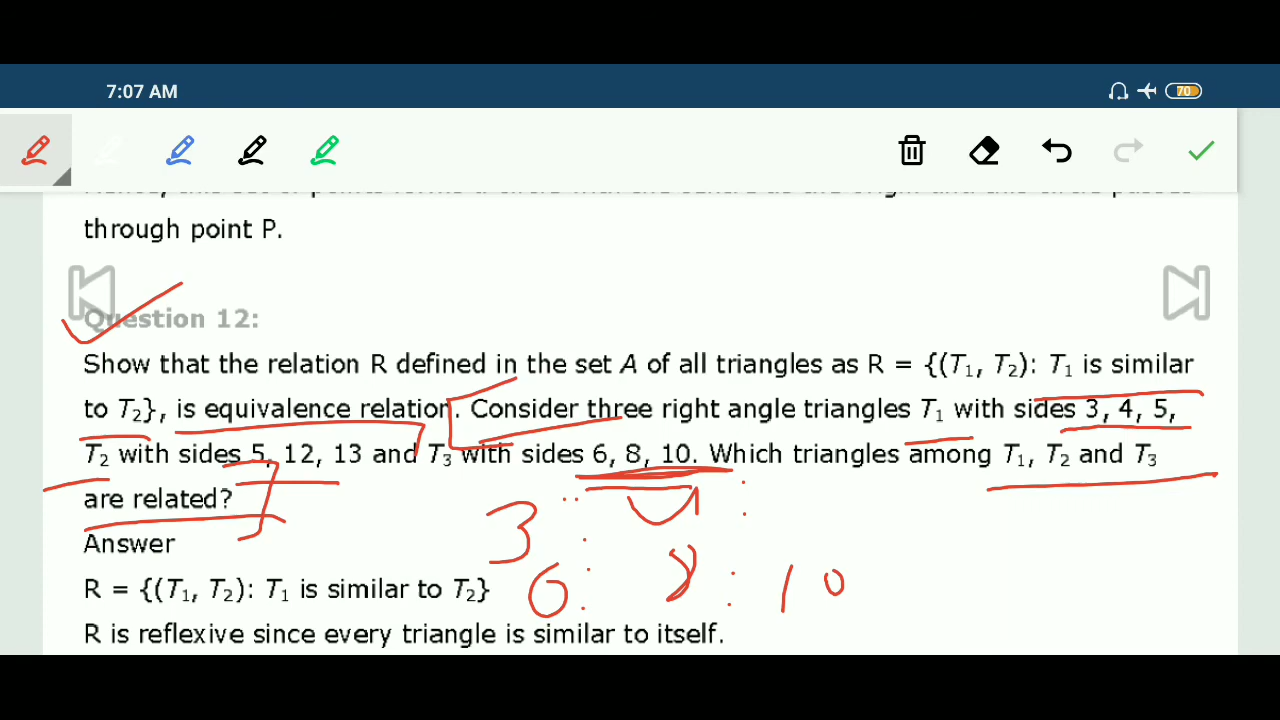 7:07 AM
70
through point P.
Question 12:
Show that the relation R defined in the set A of all triangles as R = {(T₁, T₂): T₁ is similar
to T₂}, is equivalence relation. Consider three right angle triangles T₁ with sides 3, 4, 5,
T₂ with sides 5, 12, 13 and T₃ with sides 6, 8, 10. Which triangles among T₁, T₂ and T₃
are related?
3 :
Answer
6 : 8 : 10
R = {(T₁, T₂): T₁ is similar to T₂}
R is reflexive since every triangle is similar to itself.